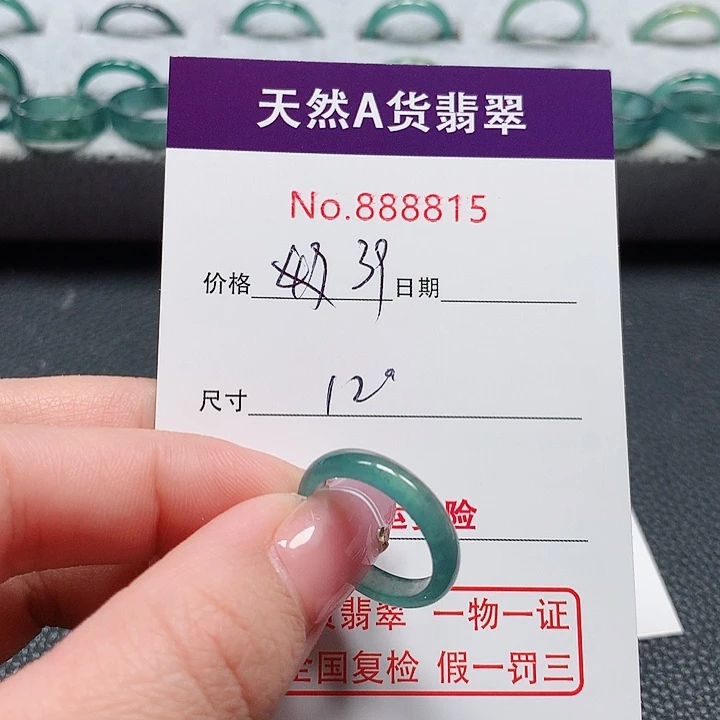 天然A货翡翠
No.888815
价格 39 日期
尺寸 12#
险
翡翠 一物一证
全国复检 假一罚三